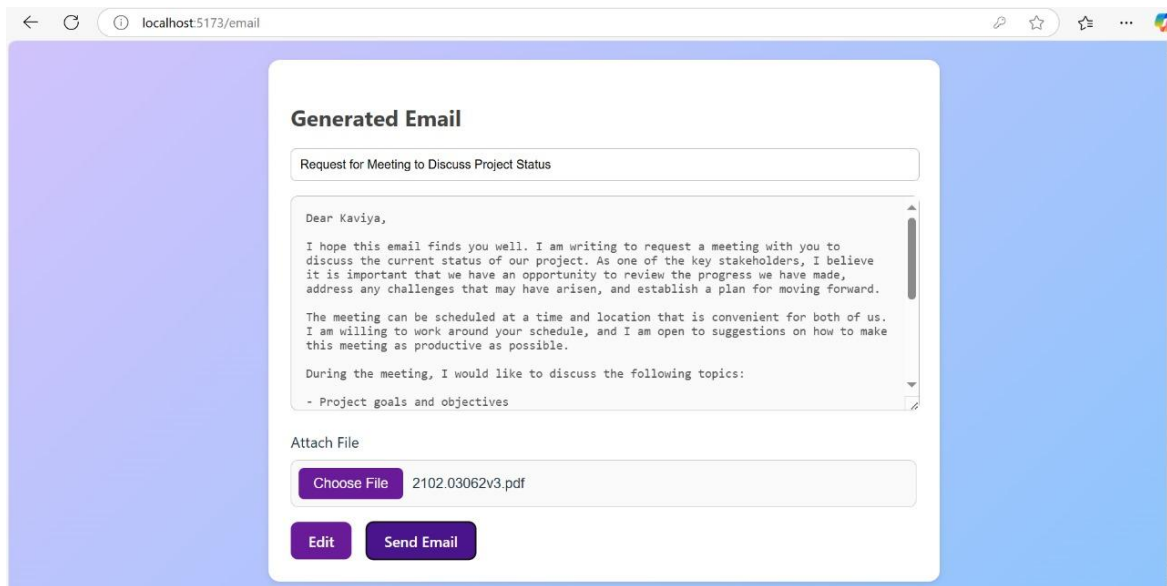 localhost:5173/email
Generated Email
Request for Meeting to Discuss Project Status
Dear Kaviya,
I hope this email finds you well. I am writing to request a meeting with you to
discuss the current status of our project. As one of the key stakeholders, I believe
it is important that we have an opportunity to review the progress we have made,
address any challenges that may have arisen, and establish a plan for moving forward.
The meeting can be scheduled at a time and location that is convenient for both of us.
I am willing to work around your schedule, and I am open to suggestions on how to make
this meeting as productive as possible.
During the meeting, I would like to discuss the following topics:
- Project goals and objectives
Attach File
Choose File 2102.03062v3.pdf
Edit Send Email